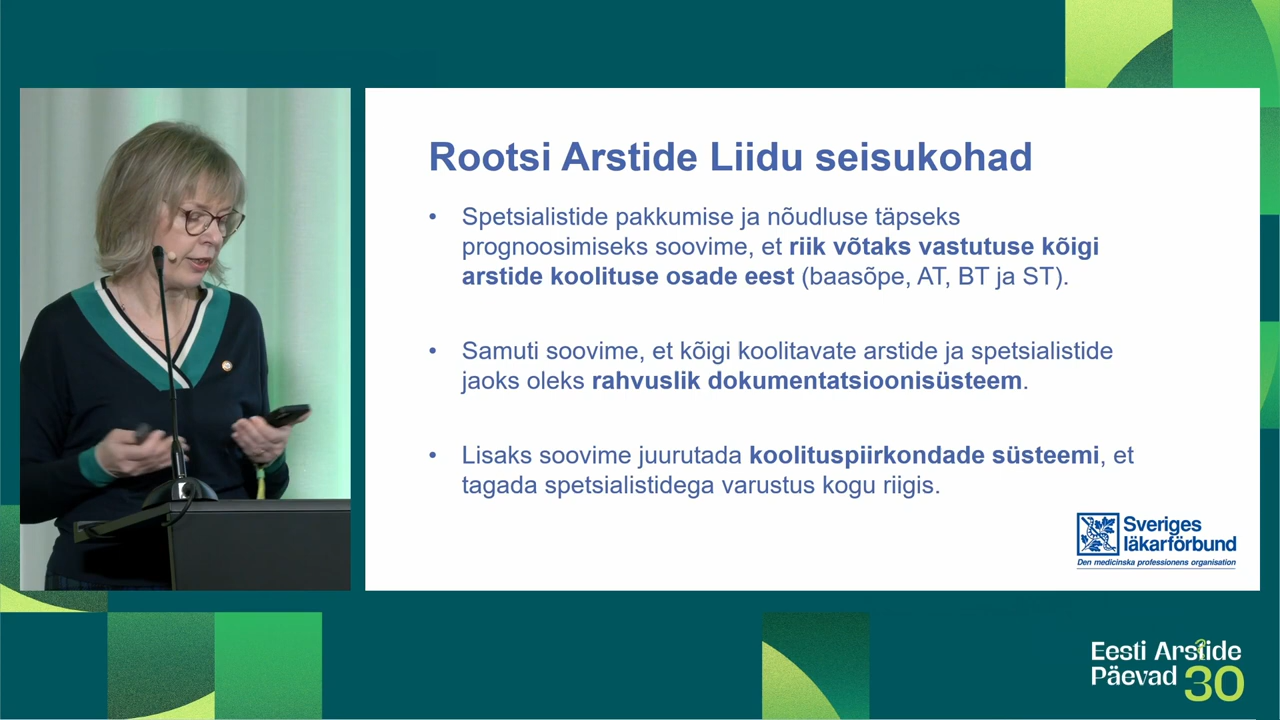 Rootsi Arstide Liidu seisukohad
• Spetsialistide pakkumise ja nõudluse täpseks
prognoosimiseks soovime, et riik võtaks vastutuse kõigi
arstide koolituse osade eest (baasõpe, AT, BT ja ST).
• Samuti soovime, et kõigi koolitavate arstide ja spetsialistide
jaoks oleks rahvuslik dokumentatsioonisüsteem.
• Lisaks soovime juurutada koolituspiirkondade süsteemi, et
tagada spetsialistidega varustus kogu riigis.
Sveriges
läkarförbund
Den medicinska professionens organisation
Eesti Arstide
Päevad 30